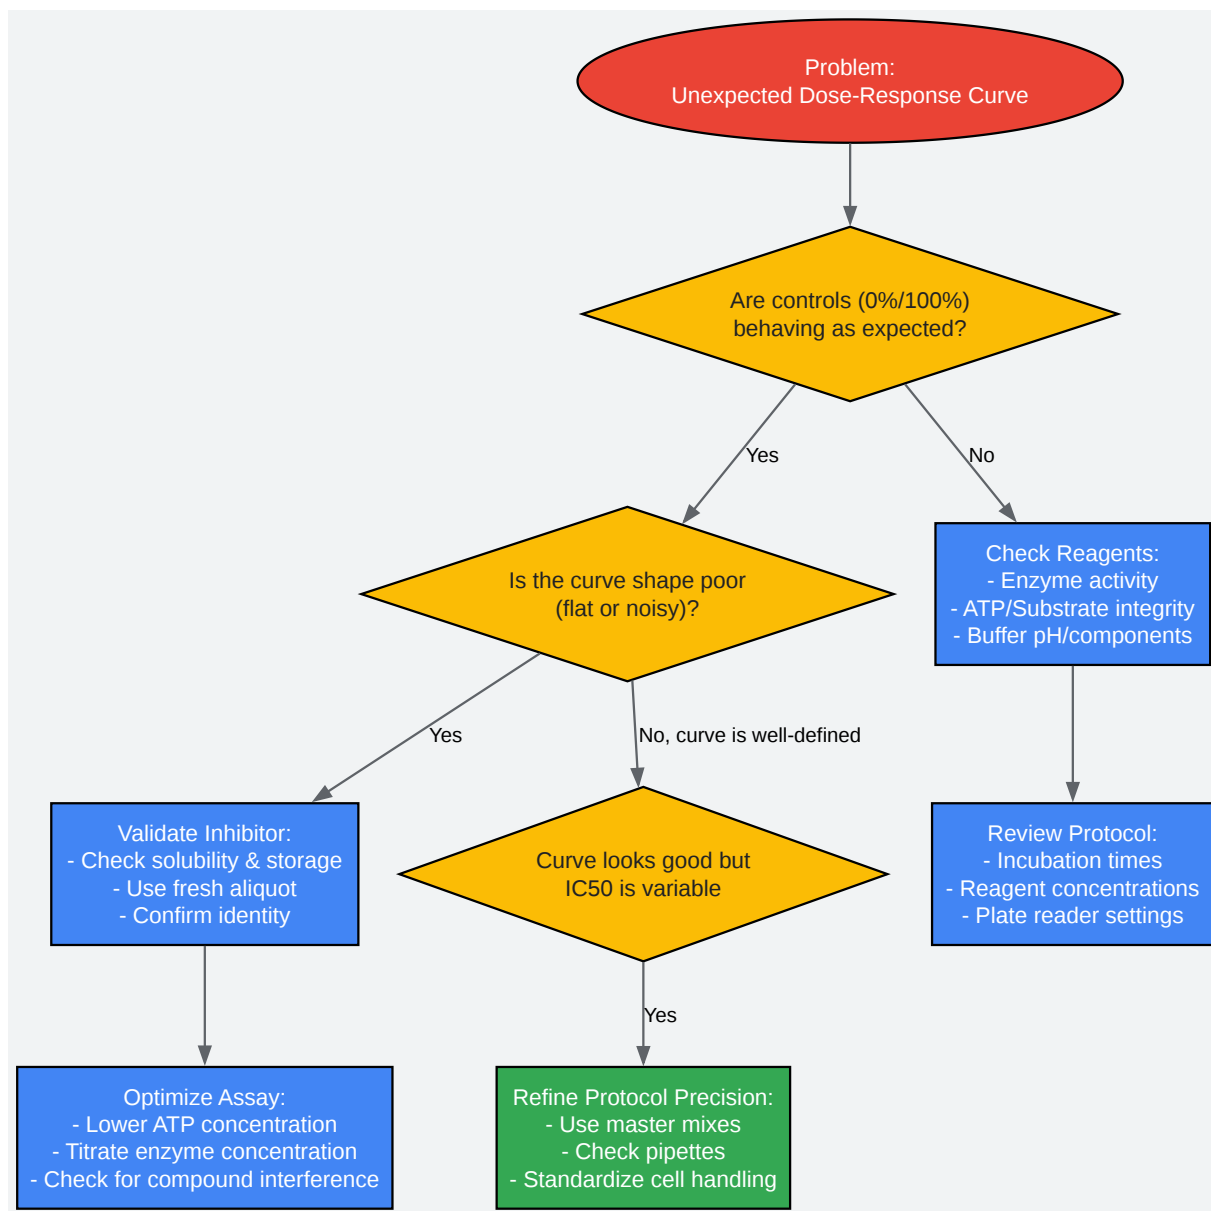 Problem:
Unexpected Dose-Response Curve
Are controls (0%/100%)
behaving as expected?
Yes
No
Is the curve shape poor
(flat or noisy)?
Check Reagents:
- Enzyme activity
- ATP/Substrate integrity
- Buffer pH/components
Yes
No, curve is well-defined
Validate Inhibitor:
- Check solubility & storage
- Use fresh aliquot
- Confirm identity
Curve looks good but
IC50 is variable
Review Protocol:
- Incubation times
- Reagent concentrations
- Plate reader settings
Yes
Optimize Assay:
- Lower ATP concentration
- Titrate enzyme concentration
- Check for compound interference
Refine Protocol Precision:
- Use master mixes
- Check pipettes
- Standardize cell handling